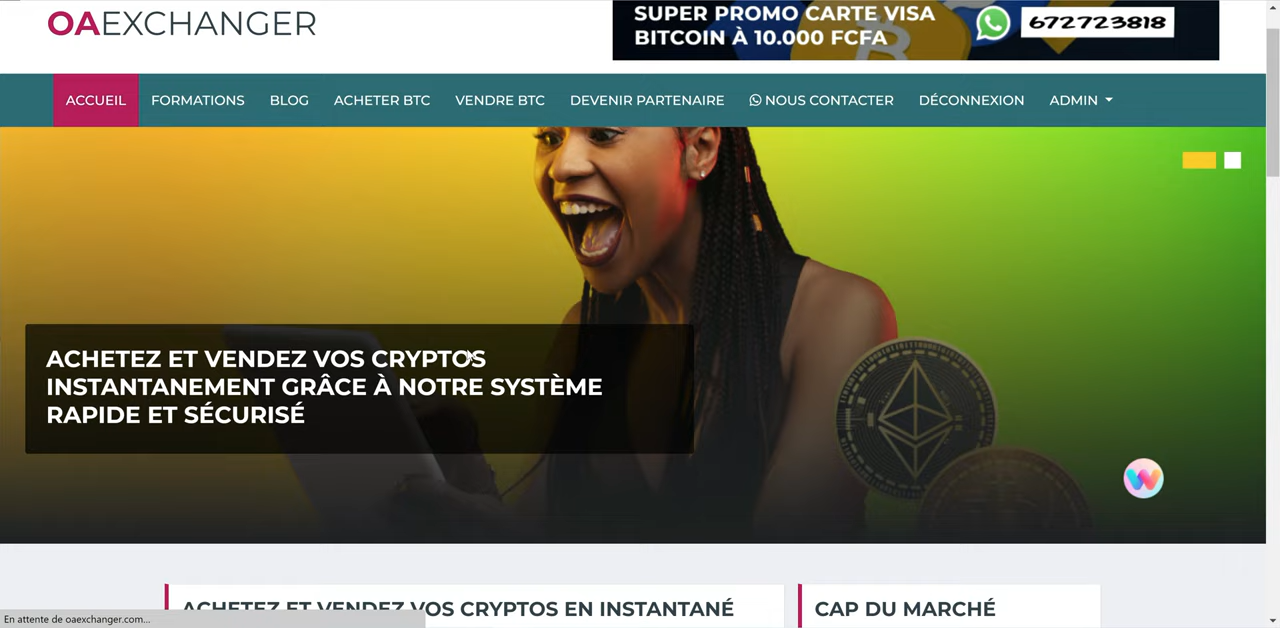 OAEXCHANGER
SUPER PROMO CARTE VISA
BITCOIN À 10.000 FCFA
672723818
ACCUEIL FORMATIONS BLOG ACHETER BTC VENDRE BTC DEVENIR PARTENAIRE NOUS CONTACTER DÉCONNEXION ADMIN
ACHETEZ ET VENDEZ VOS CRYPTOS
INSTANTANEMENT GRÂCE À NOTRE SYSTÈME
RAPIDE ET SÉCURISÉ
ACHETEZ ET VENDEZ VOS CRYPTOS EN INSTANTANÉ
CAP DU MARCHÉ
En attente de oaexchanger.com...